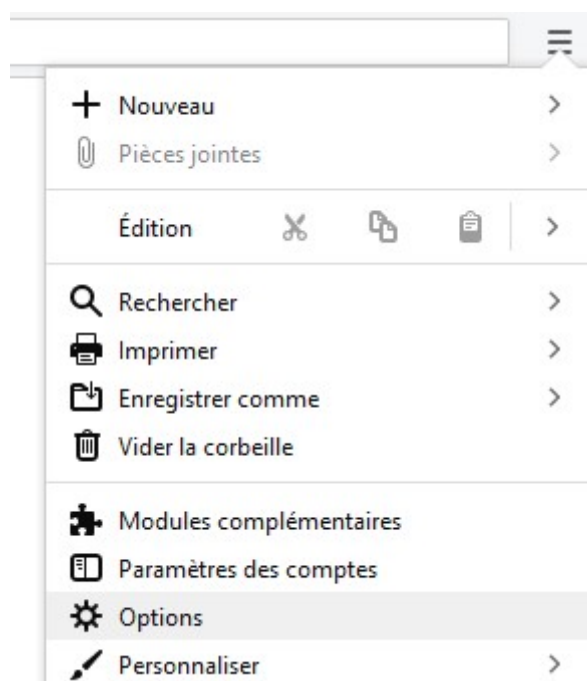 Nouveau
Pièces jointes
Édition
Rechercher
Imprimer
Enregistrer comme
Vider la corbeille
Modules complémentaires
Paramètres des comptes
Options
Personnaliser